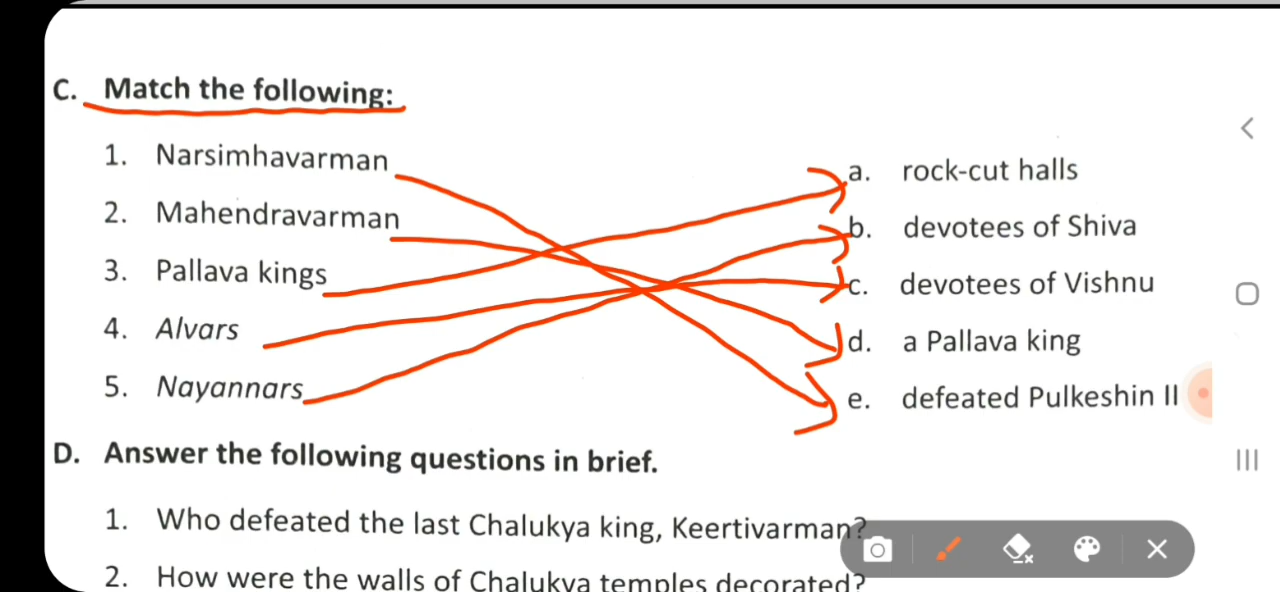 C. Match the following:
1. Narsimhavarman
2. Mahendravarman
3. Pallava kings
4. Alvars
5. Nayannars
a. rock-cut halls
b. devotees of Shiva
c. devotees of Vishnu
d. a Pallava king
e. defeated Pulkeshin II
D. Answer the following questions in brief.
1. Who defeated the last Chalukya king, Keertivarman?
2. How were the walls of Chalukya temples decorated?